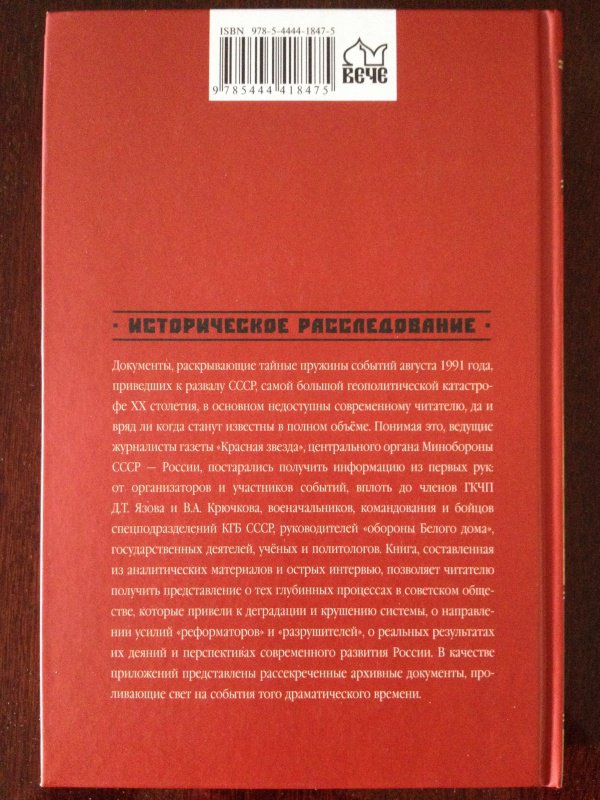 ISBN 978-5-4444-1847-5
9 785444 418475
ВЕЧЕ
· ИСТОРИЧЕСКОЕ РАССЛЕДОВАНИЕ ·
Документы, раскрывающие тайные пружины событий августа 1991 года,
приведших к развалу СССР, самой большой геополитической катастро-
фе XX столетия, в основном недоступны современному читателю, да и
вряд ли когда станут известны в полном объёме. Понимая это, ведущие
журналисты газеты «Красная звезда», центрального органа Минобороны
СССР — России, постарались получить информацию из первых рук:
от организаторов и участников событий, вплоть до членов ГКЧП
Д.Т. Язова и В.А. Крючкова, военачальников, командования и бойцов
спецподразделений КГБ СССР, руководителей «обороны Белого дома»,
государственных деятелей, учёных и политологов. Книга, составленная
из аналитических материалов и острых интервью, позволяет читателю
получить представление о тех глубинных процессах в советском обще-
стве, которые привели к деградации и крушению системы, о направле-
нии усилий «реформаторов» и «разрушителей», о реальных результатах
их деяний и перспективах современного развития России. В качестве
приложений представлены рассекреченные архивные документы, про-
ливающие свет на события того драматического времени.